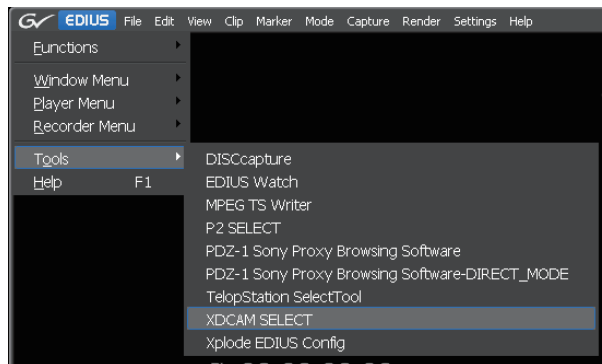 GV EDIUS File Edit View Clip Marker Mode Capture Render Settings Help
Functions
Window Menu
Player Menu
Recorder Menu
Tools
Help F1
DISCcapture
EDIUS Watch
MPEG TS Writer
P2 SELECT
PDZ-1 Sony Proxy Browsing Software
PDZ-1 Sony Proxy Browsing Software-DIRECT_MODE
TelopStation SelectTool
XDCAM SELECT
Xplode EDIUS Config